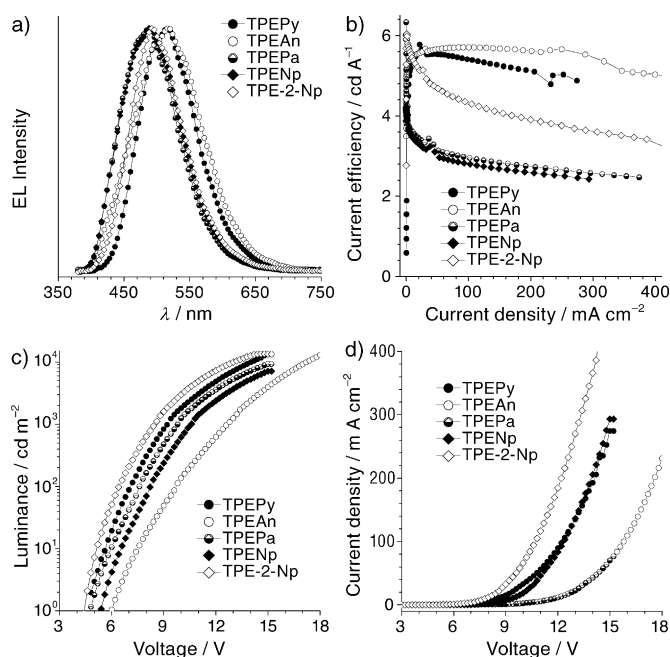 a)
TPEPy
TPEAn
TPEPa
TPENp
TPE-2-Np
EL Intensity
350 450 550 650 750
λ / nm
b)
6
4
2
0
Current efficiency / cd A⁻¹
TPEPy
TPEAn
TPEPa
TPENp
TPE-2-Np
0 100 200 300 400
Current density / mA cm⁻²
c)
10⁴
10³
10²
10¹
10⁰
Luminance / cd m⁻²
TPEPy
TPEAn
TPEPa
TPENp
TPE-2-Np
3 6 9 12 15 18
Voltage / V
d)
400
300
200
100
0
Current density / m A cm⁻²
TPEPy
TPEAn
TPEPa
TPENp
TPE-2-Np
3 6 9 12 15 18
Voltage / V